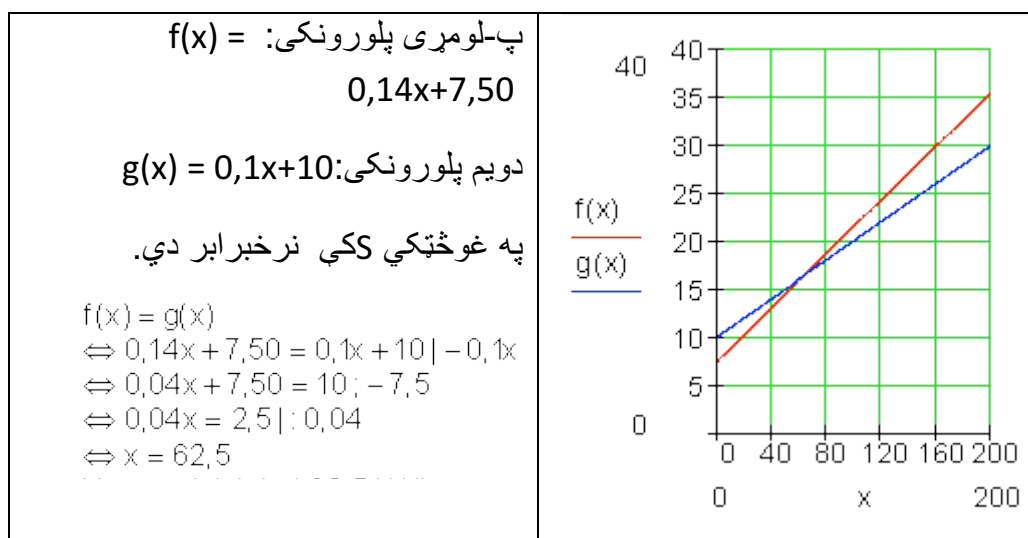 پ-لومړی پلورونکی: f(x) =
0,14x+7,50
دویم پلورونکی:g(x) = 0,1x+10
په غوڅټکي Sکې نرخبرابر دي.
f(x) = g(x)
⇔ 0,14x + 7,50 = 0,1x + 10 | − 0,1x
⇔ 0,04x + 7,50 = 10 ; − 7,5
⇔ 0,04x = 2,5 | : 0,04
⇔ x = 62,5
40
f(x)
g(x)
0
40
35
30
25
20
15
10
5
0 40 80 120 160 200
0 x 200